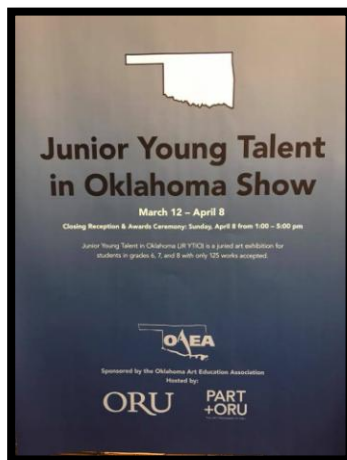 Junior Young Talent
in Oklahoma Show
March 12 – April 8
Closing Reception & Awards Ceremony: Sunday, April 8 from 1:00 – 5:00 pm
Junior Young Talent in Oklahoma (JR YTIO) is a juried art exhibition for
students in grades 6, 7, and 8 with only 125 works accepted.
OAEA
Sponsored by the Oklahoma Art Education Association
Hosted by:
ORU
PART
+ORU